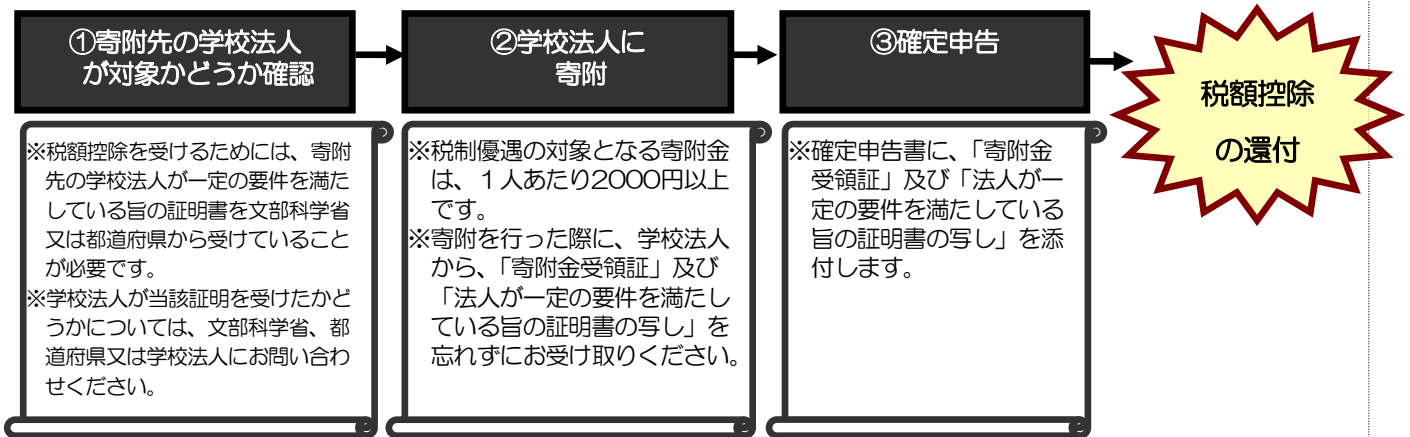 ①寄附先の学校法人
が対象かどうか確認
※税額控除を受けるためには、寄附
先の学校法人が一定の要件を満た
している旨の証明書を文部科学省
又は都道府県から受けていること
が必要です。
※学校法人が当該証明を受けたかど
うかについては、文部科学省、都
道府県又は学校法人にお問い合わ
せください。
②学校法人に
寄附
※税制優遇の対象となる寄附金
は、１人あたり2000円以上
です。
※寄附を行った際に、学校法人
から、「寄附金受領証」及び
「法人が一定の要件を満たし
ている旨の証明書の写し」を
忘れずにお受け取りください。
③確定申告
※確定申告書に、「寄附金
受領証」及び「法人が一
定の要件を満たしている
旨の証明書の写し」を添
付します。
税額控除
の還付